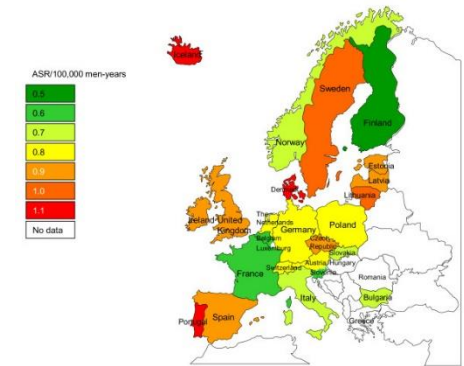 ASR/100,000 men-years
0.5
0.6
0.7
0.8
0.9
1.0
1.1
No data
Iceland
Sweden
Finland
Norway
Estonia
Latvia
Lithuania
Ireland
United
Kingdom
The
Netherlands
Belgium
Luxemburg
Germany
Poland
Czech
Republic
Slovakia
Austria
Hungary
Switzerland
France
Romania
Italy
Bulgaria
Portugal
Spain
Greece